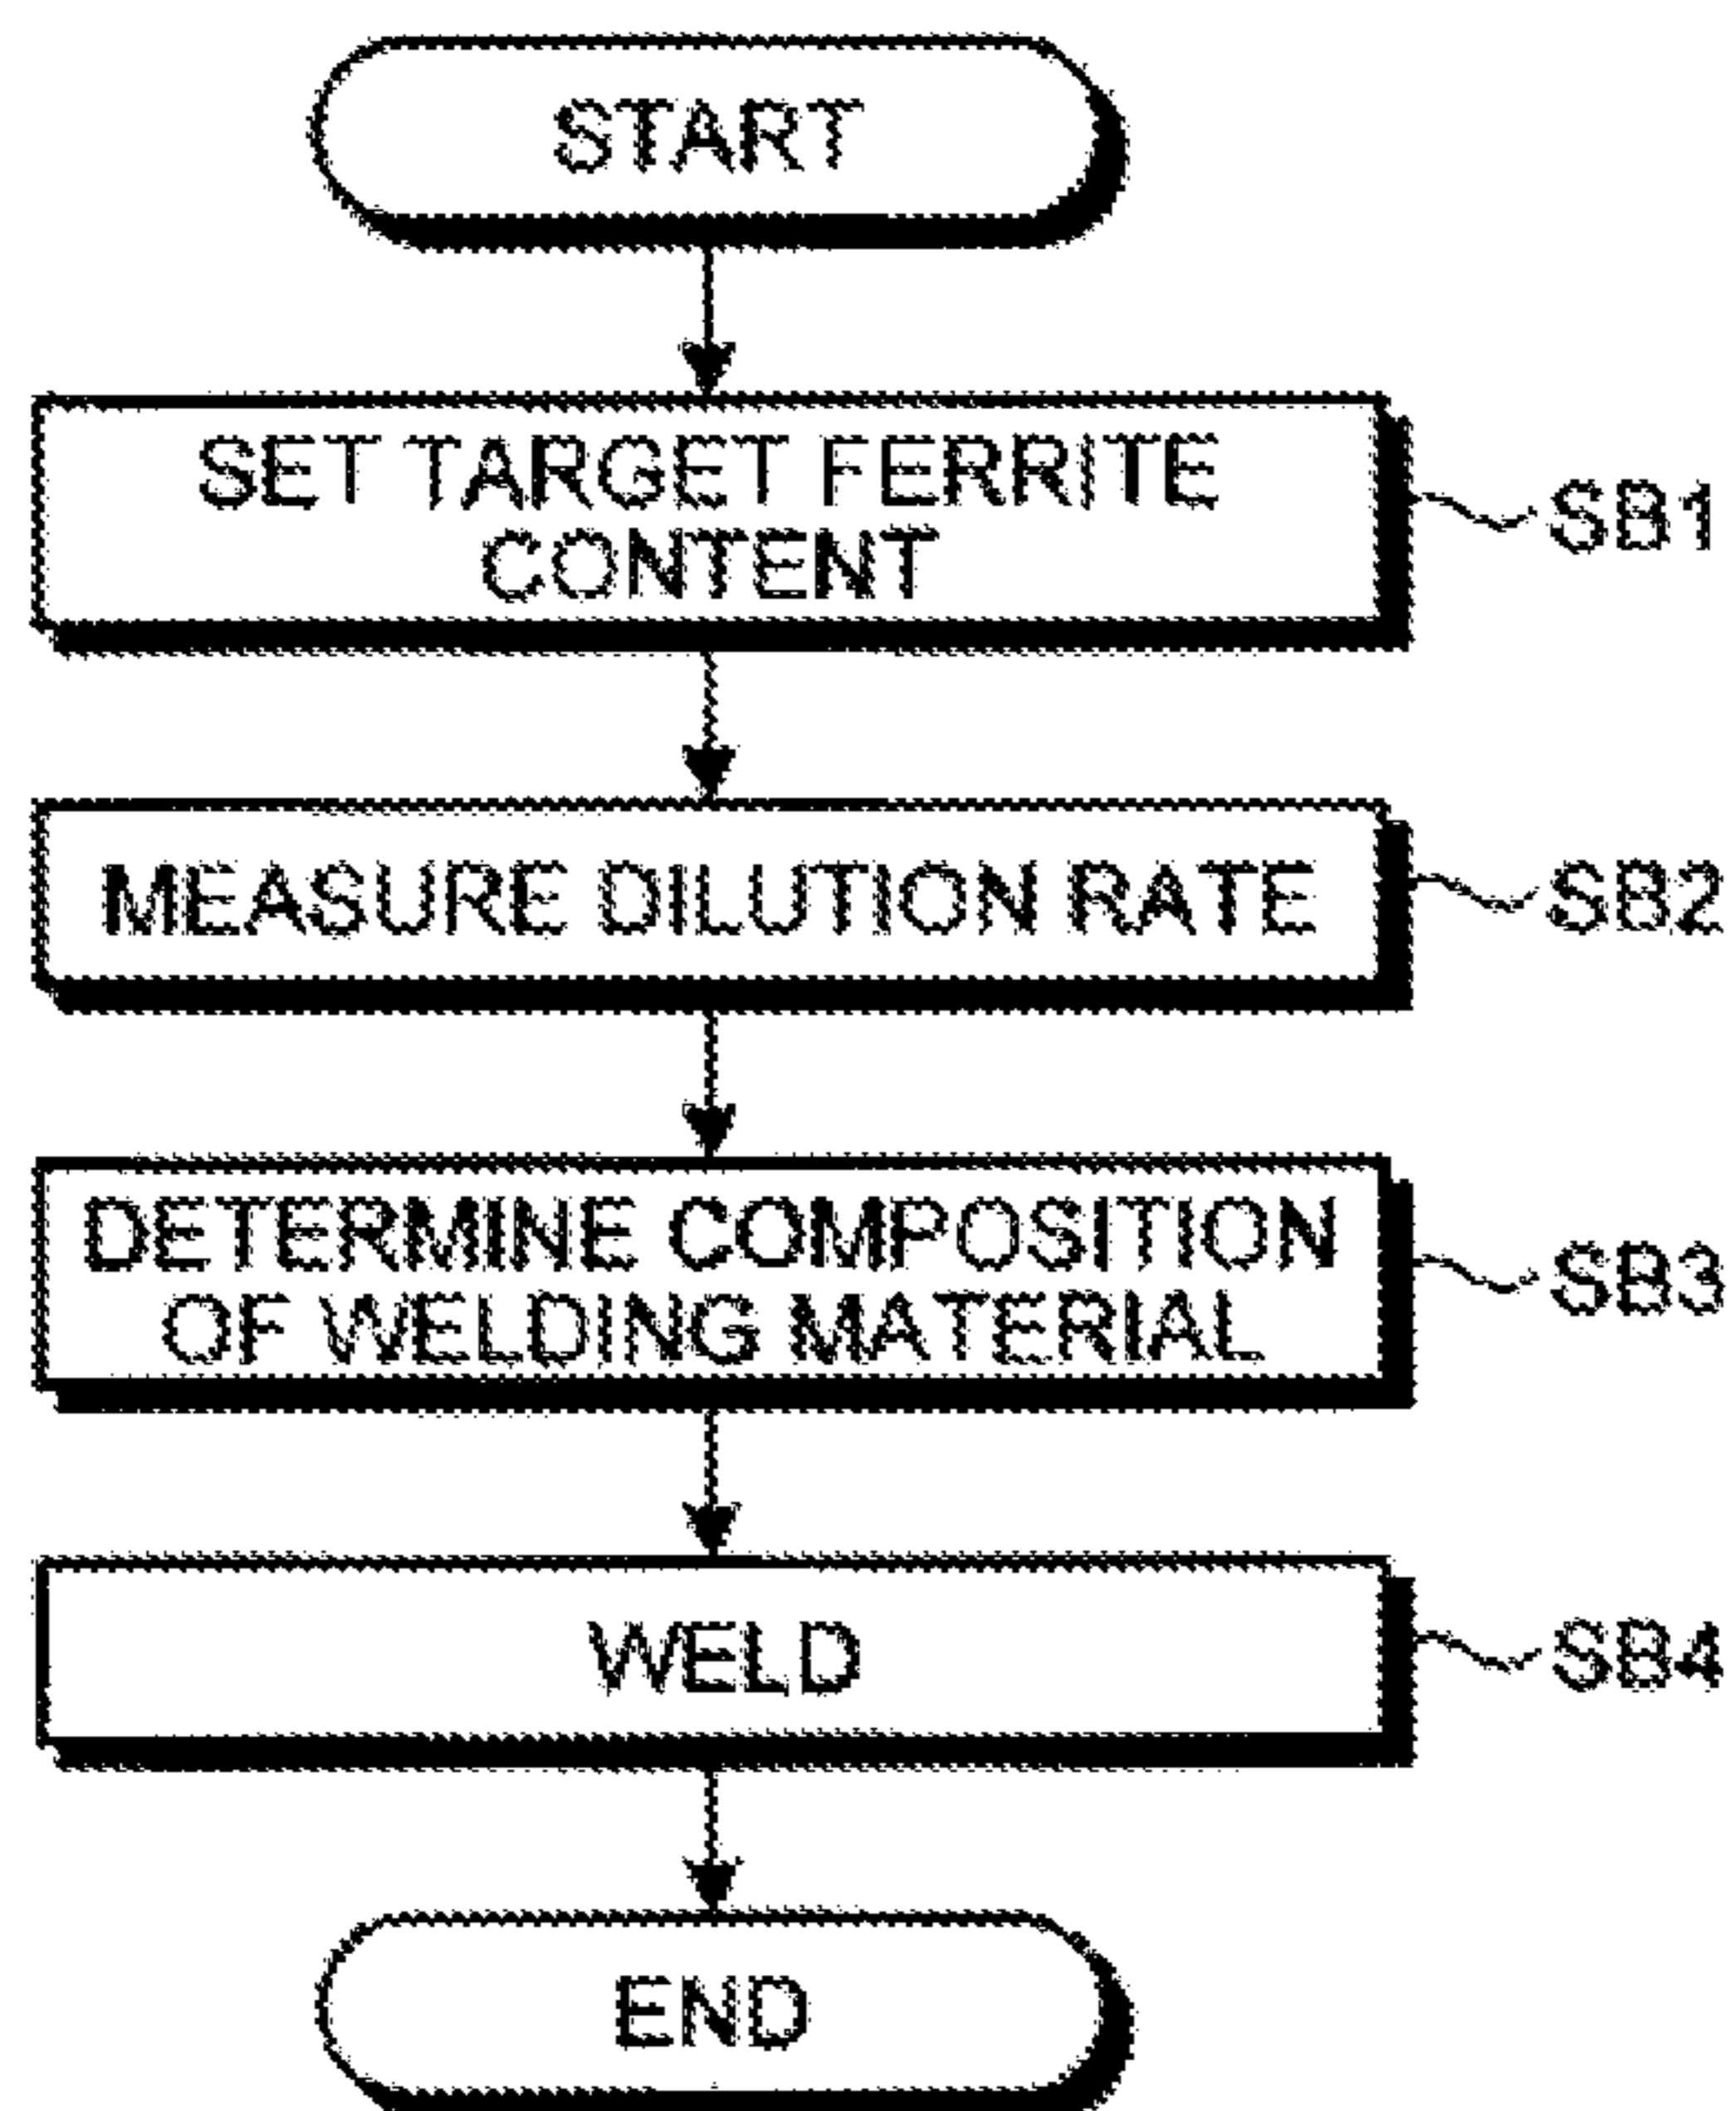 START
SET TARGET FERRITE
CONTENT
SB1
MEASURE DILUTION RATE
SB2
DETERMINE COMPOSITION
OF WELDING MATERIAL
SB3
WELD
SB4
END